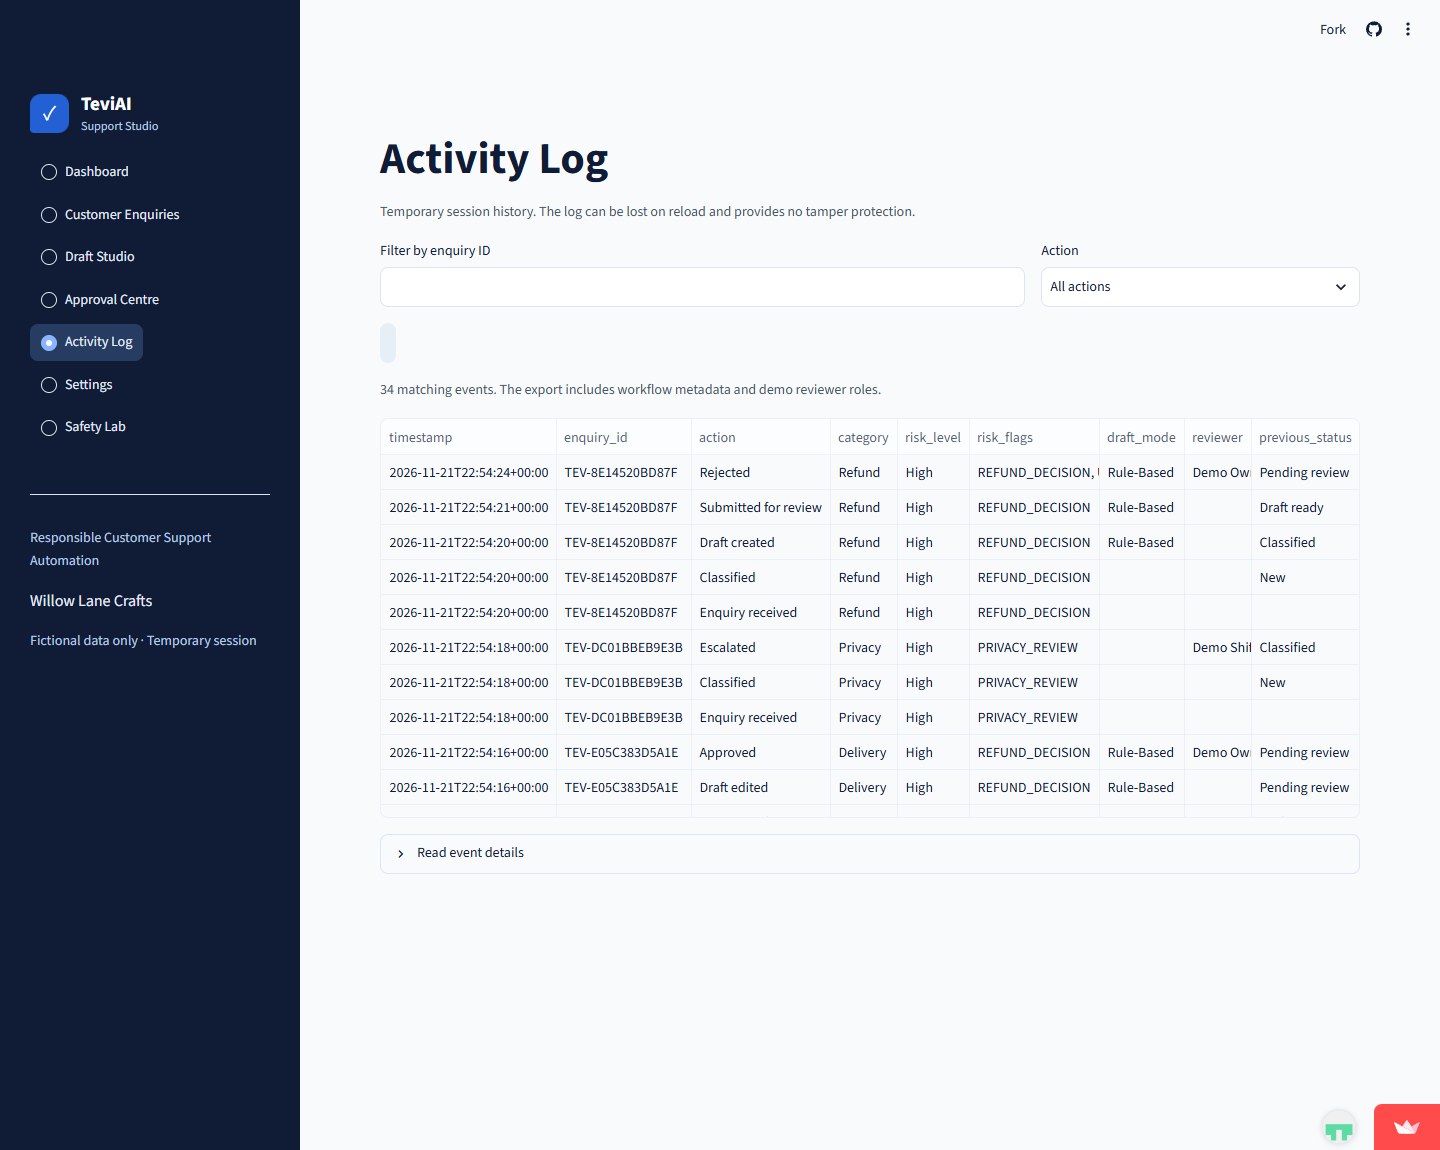 Fork
TeviAI
Support Studio
Dashboard
Customer Enquiries
Draft Studio
Approval Centre
Activity Log
Settings
Safety Lab
Responsible Customer Support
Automation
Willow Lane Crafts
Fictional data only · Temporary session
Activity Log
Temporary session history. The log can be lost on reload and provides no tamper protection.
Filter by enquiry ID
Action
All actions
34 matching events. The export includes workflow metadata and demo reviewer roles.
timestamp enquiry_id action category risk_level risk_flags draft_mode reviewer previous_status
2026-11-21T22:54:24+00:00 TEV-8E14520BD87F Rejected Refund High REFUND_DECISION, Rule-Based Demo Pending review
2026-11-21T22:54:21+00:00 TEV-8E14520BD87F Submitted for review Refund High REFUND_DECISION Rule-Based Draft ready
2026-11-21T22:54:20+00:00 TEV-8E14520BD87F Draft created Refund High REFUND_DECISION Rule-Based Classified
2026-11-21T22:54:20+00:00 TEV-8E14520BD87F Classified Refund High REFUND_DECISION New
2026-11-21T22:54:20+00:00 TEV-8E14520BD87F Enquiry received Refund High REFUND_DECISION
2026-11-21T22:54:18+00:00 TEV-DC01BBEB9E3B Escalated Privacy High PRIVACY_REVIEW Demo Classified
2026-11-21T22:54:18+00:00 TEV-DC01BBEB9E3B Classified Privacy High PRIVACY_REVIEW New
2026-11-21T22:54:18+00:00 TEV-DC01BBEB9E3B Enquiry received Privacy High PRIVACY_REVIEW
2026-11-21T22:54:16+00:00 TEV-E05C383D5A1E Approved Delivery High REFUND_DECISION Rule-Based Demo Pending review
2026-11-21T22:54:16+00:00 TEV-E05C383D5A1E Draft edited Delivery High REFUND_DECISION Rule-Based Pending review
Read event details